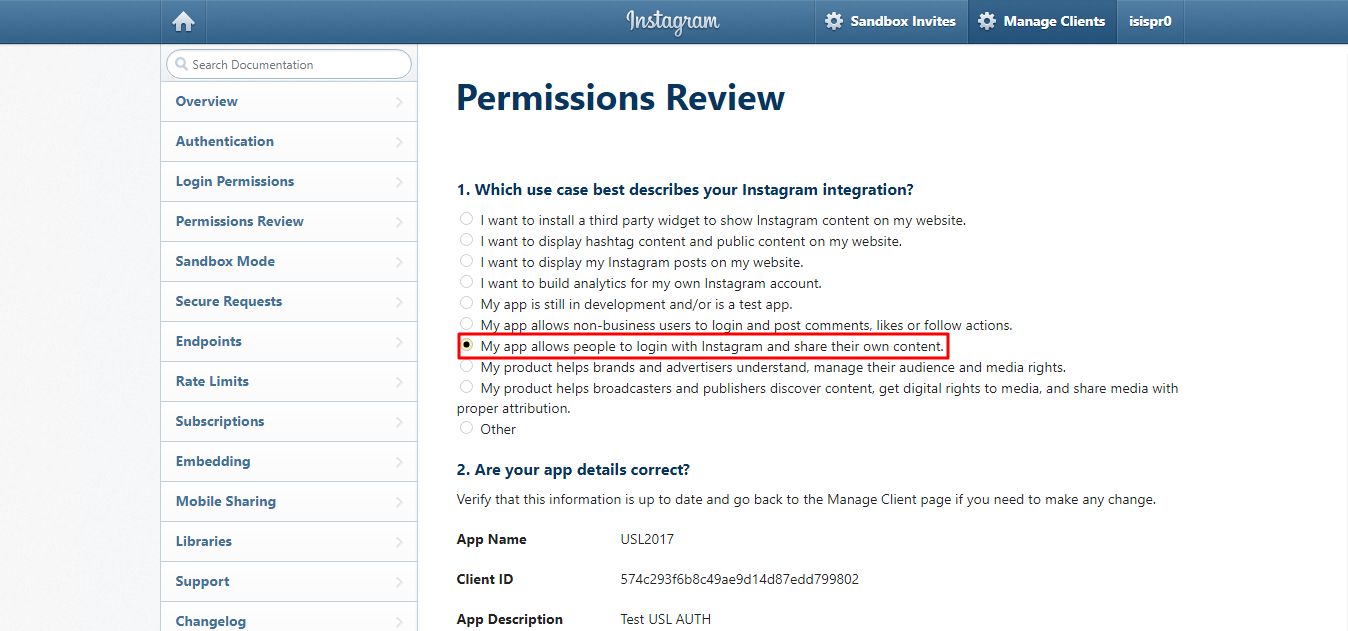 Instagram
Sandbox Invites
Manage Clients
isispr0
Search Documentation
Overview
Authentication
Login Permissions
Permissions Review
Sandbox Mode
Secure Requests
Endpoints
Rate Limits
Subscriptions
Embedding
Mobile Sharing
Libraries
Support
Changelog
Permissions Review
1. Which use case best describes your Instagram integration?
I want to install a third party widget to show Instagram content on my website.
I want to display hashtag content and public content on my website.
I want to display my Instagram posts on my website.
I want to build analytics for my own Instagram account.
My app is still in development and/or is a test app.
My app allows non-business users to login and post comments, likes or follow actions.
My app allows people to login with Instagram and share their own content.
My product helps brands and advertisers understand, manage their audience and media rights.
My product helps broadcasters and publishers discover content, get digital rights to media, and share media with
proper attribution.
Other
2. Are your app details correct?
Verify that this information is up to date and go back to the Manage Client page if you need to make any change.
App Name USL2017
Client ID 574c293f6b8c49ae9d14d87edd799802
App Description Test USL AUTH